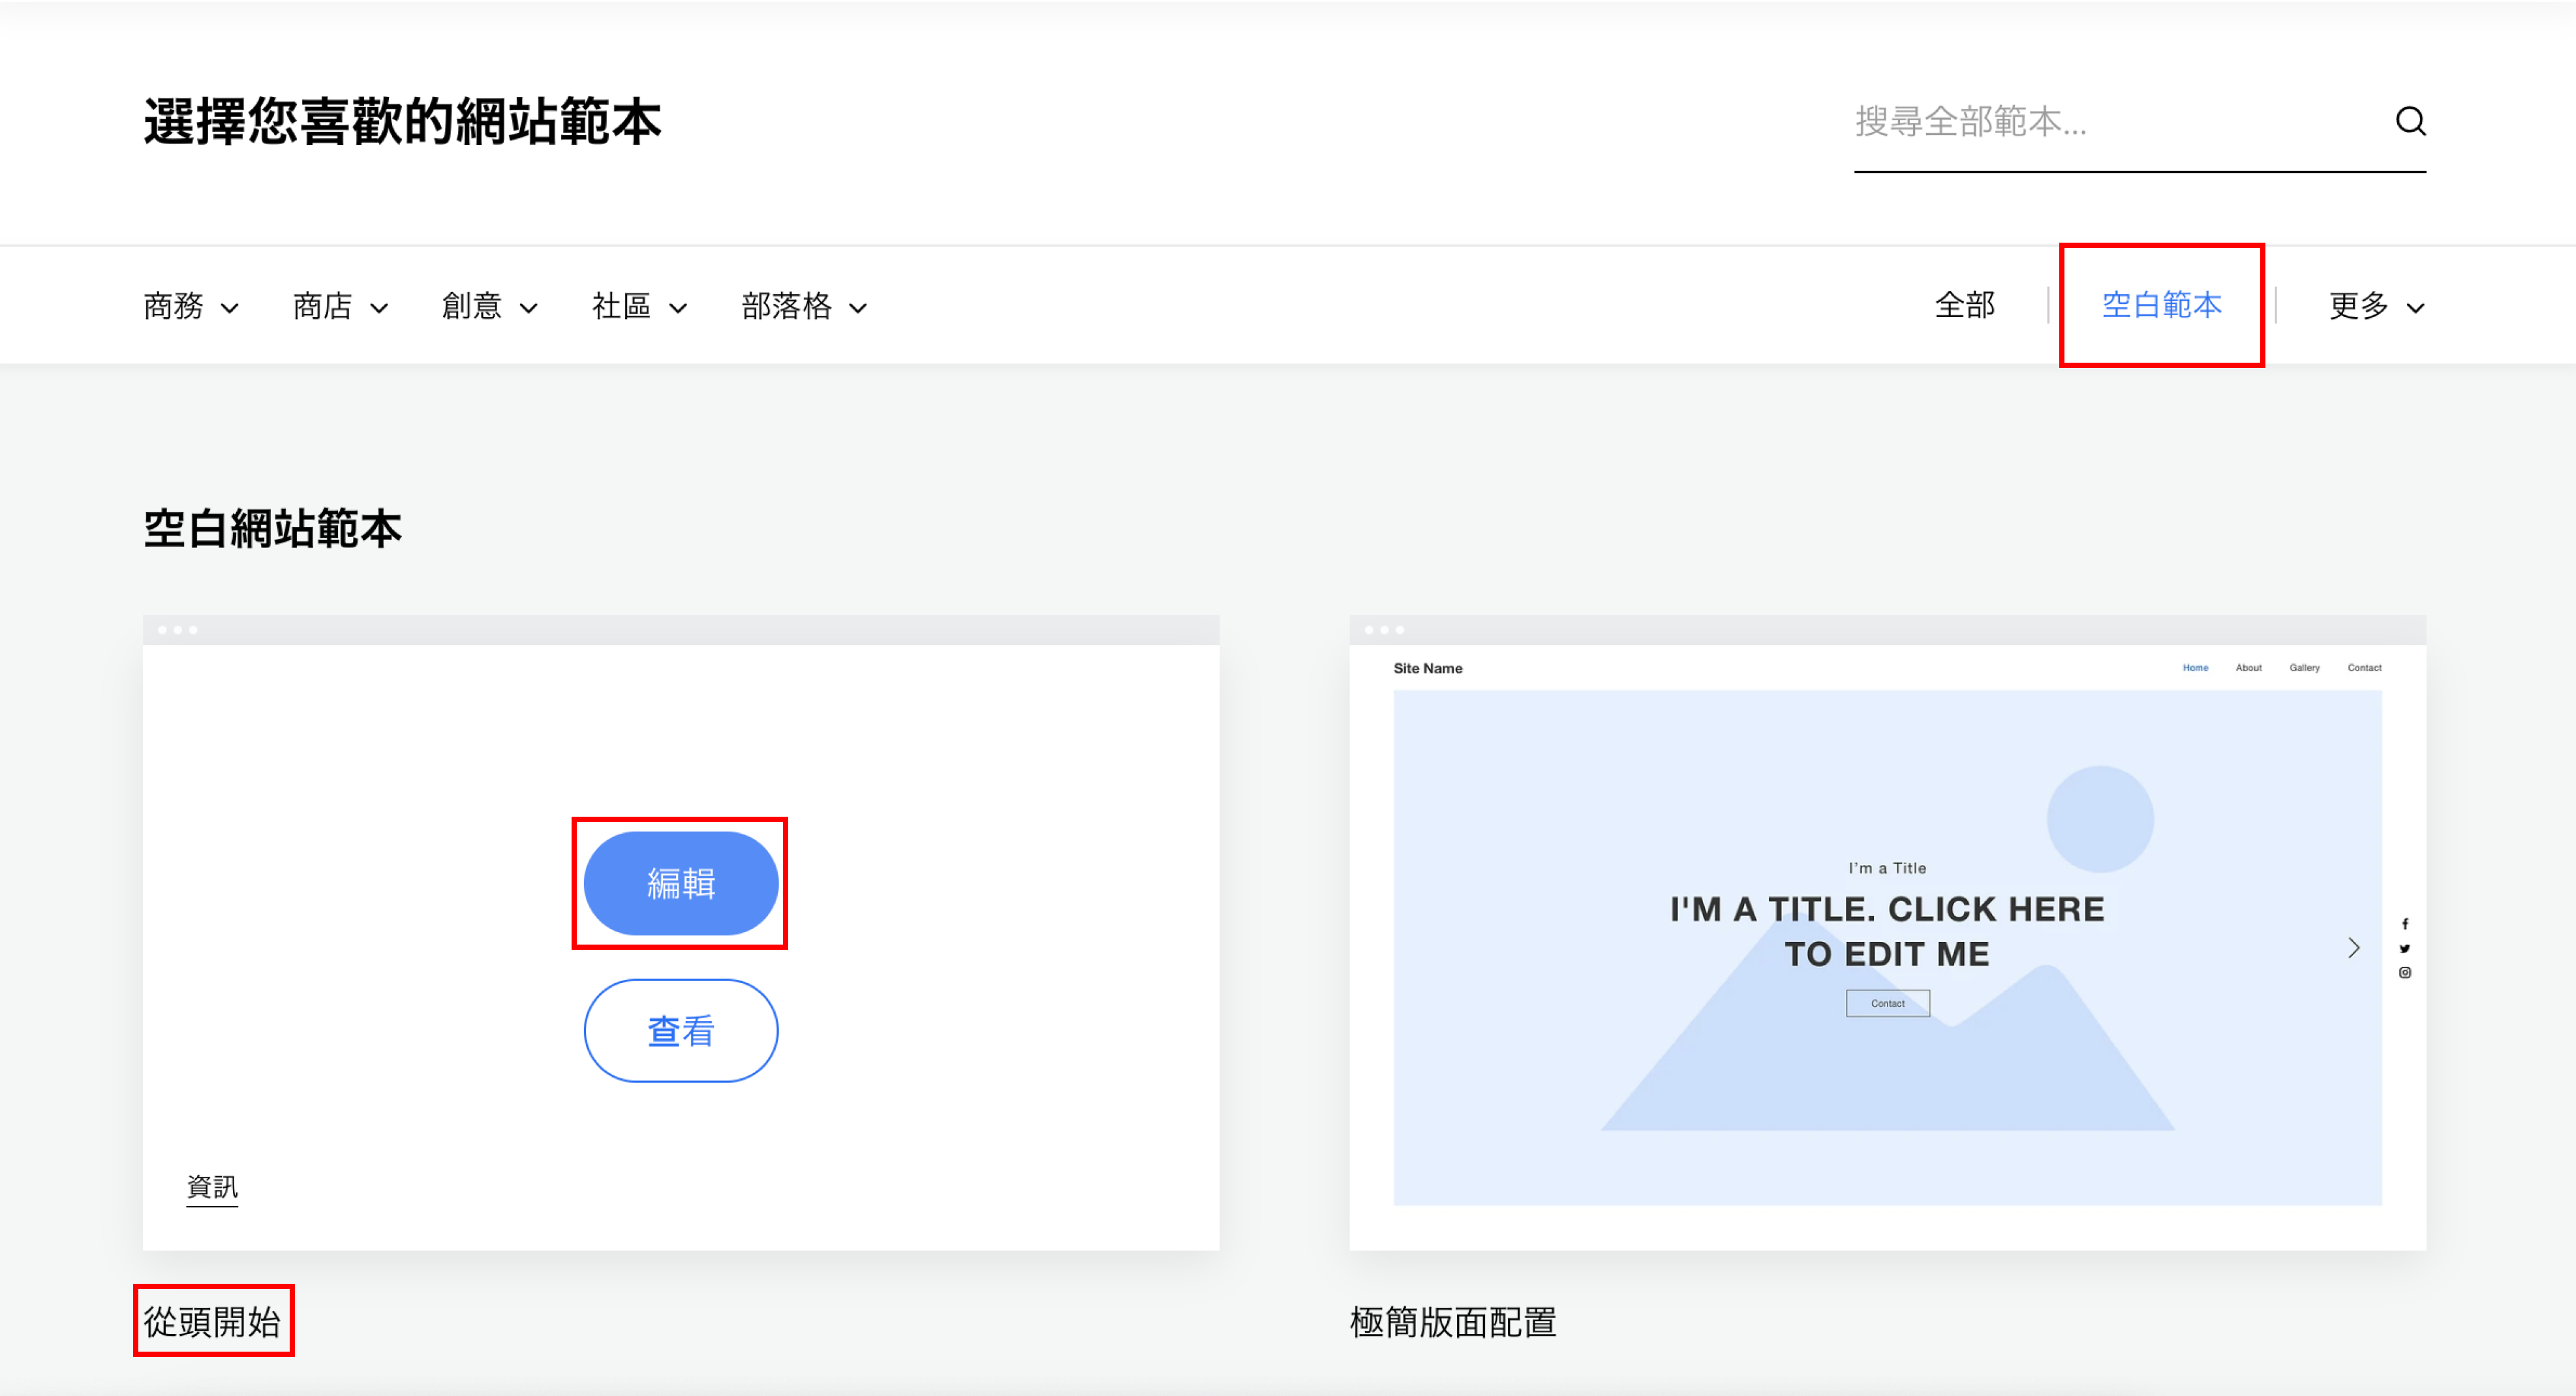 選擇您喜歡的網站範本
搜尋全部範本...
商務 商店 創意 社區 部落格 全部 空白範本 更多
空白網站範本
編輯
查看
資訊
從頭開始
Site Name Home About Gallery Contact
I'm a Title
I'M A TITLE. CLICK HERE
TO EDIT ME
Contact
極簡版面配置